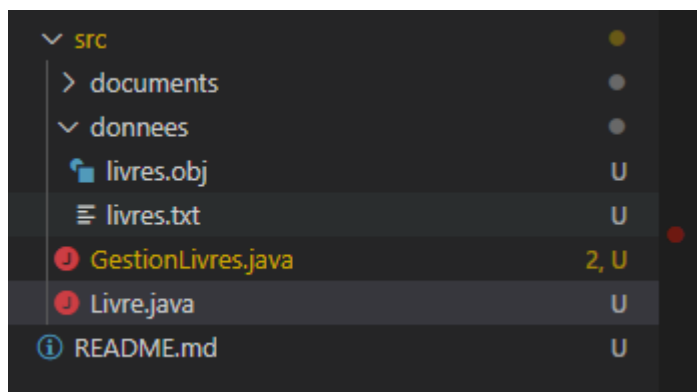 src
documents
donnees
livres.obj U
livres.txt U
GestionLivres.java 2, U
Livre.java U
README.md U